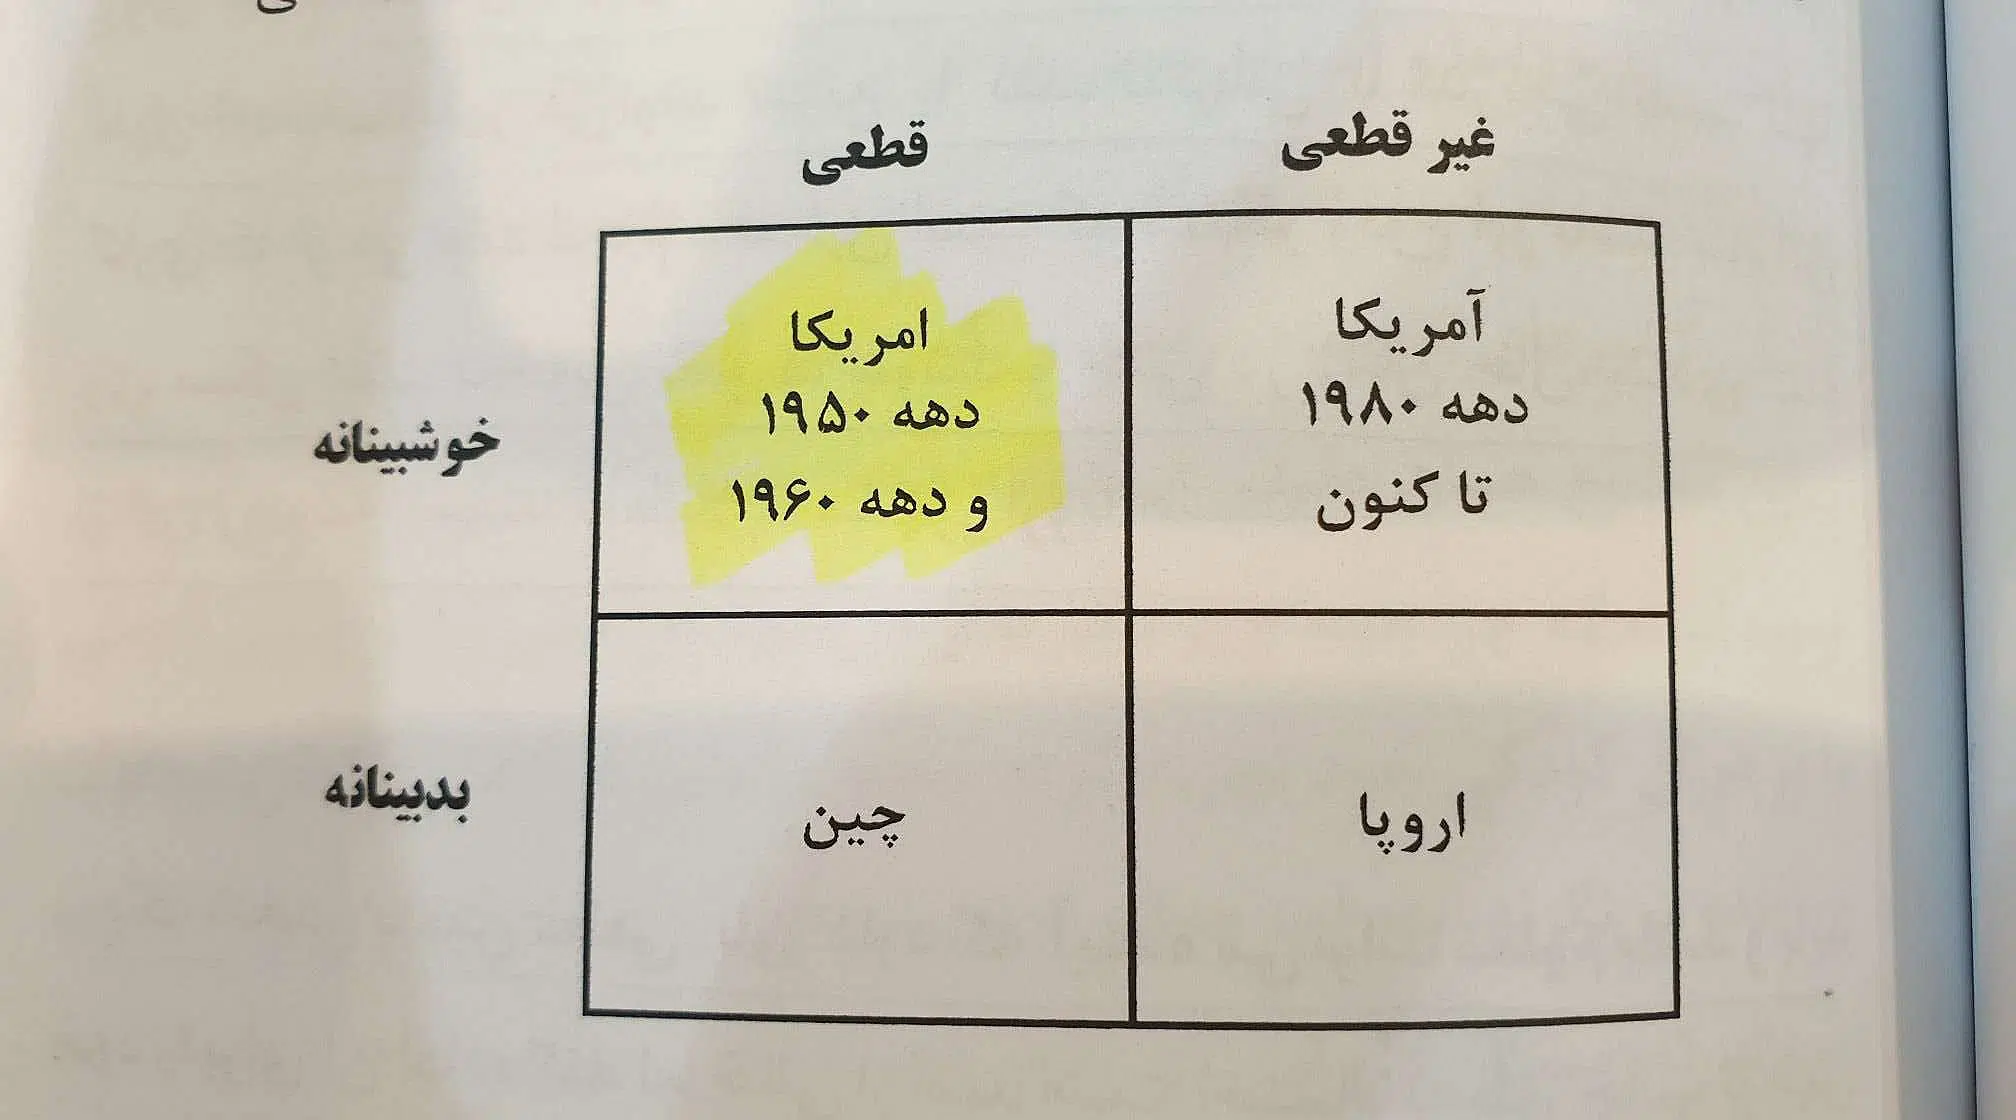 غیر قطعی
قطعی
خوشبینانه
آمریکا
دهه ۱۹۸۰
تا کنون
امریکا
دهه ۱۹۵۰
و دهه ۱۹۶۰
بدبینانه
اروپا
چین